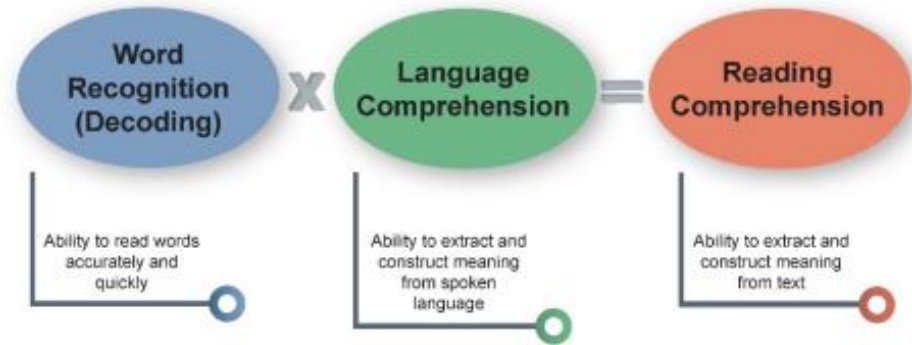 Word
Recognition
(Decoding)
x
Language
Comprehension
=
Reading
Comprehension
Ability to read words
accurately and
quickly
Ability to extract and
construct meaning
from spoken
language
Ability to extract and
construct meaning
from text